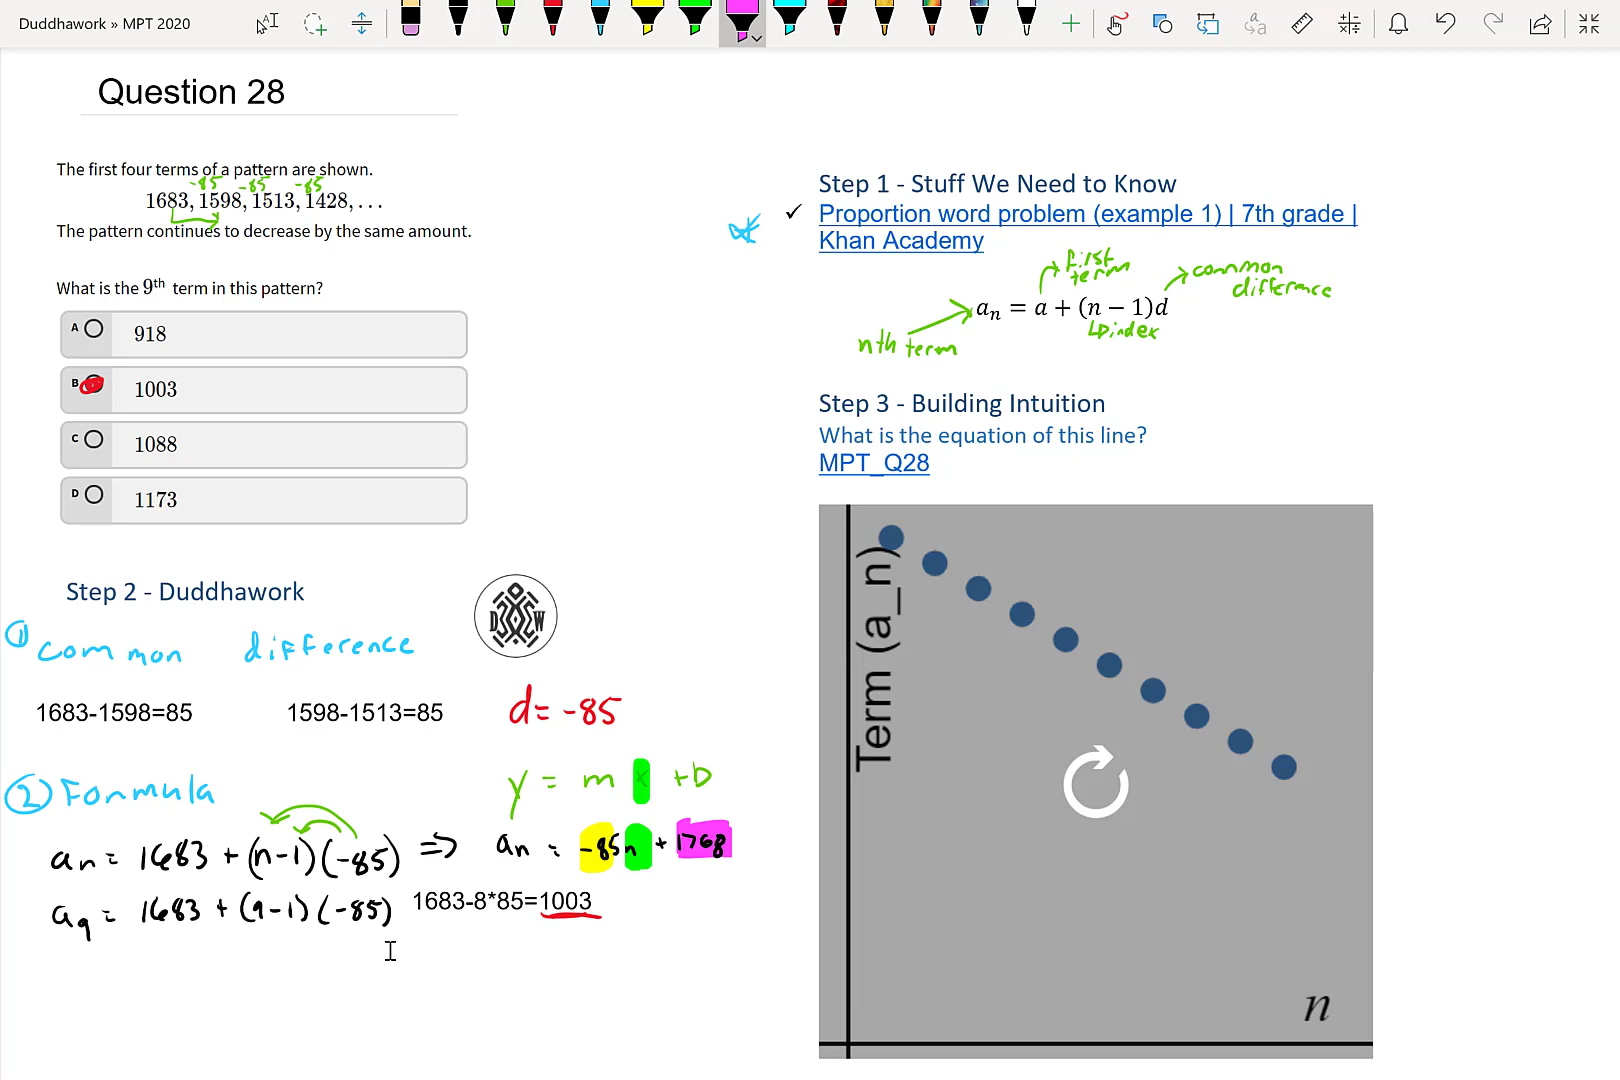 Duddhawork » MPT 2020
Question 28
The first four terms of a pattern are shown.
-85 -85 -85
1683, 1598, 1513, 1428, . . .
The pattern continues to decrease by the same amount.
What is the 9th term in this pattern?
A 918
B 1003
C 1088
D 1173
Step 2 - Duddhawork
D W
① common difference
1683-1598=85 1598-1513=85 d= -85
② Formula
y = m x + b
an = 1683 + (n-1)(-85) => an = -85n + 1768
a9 = 1683 + (9-1)(-85) 1683-8*85=1003
Step 1 - Stuff We Need to Know
✓ Proportion word problem (example 1) | 7th grade |
Khan Academy
first term
common difference
aₙ = a + (n − 1)d
index
nth term
Step 3 - Building Intuition
What is the equation of this line?
MPT_Q28
Term (a_n)
n